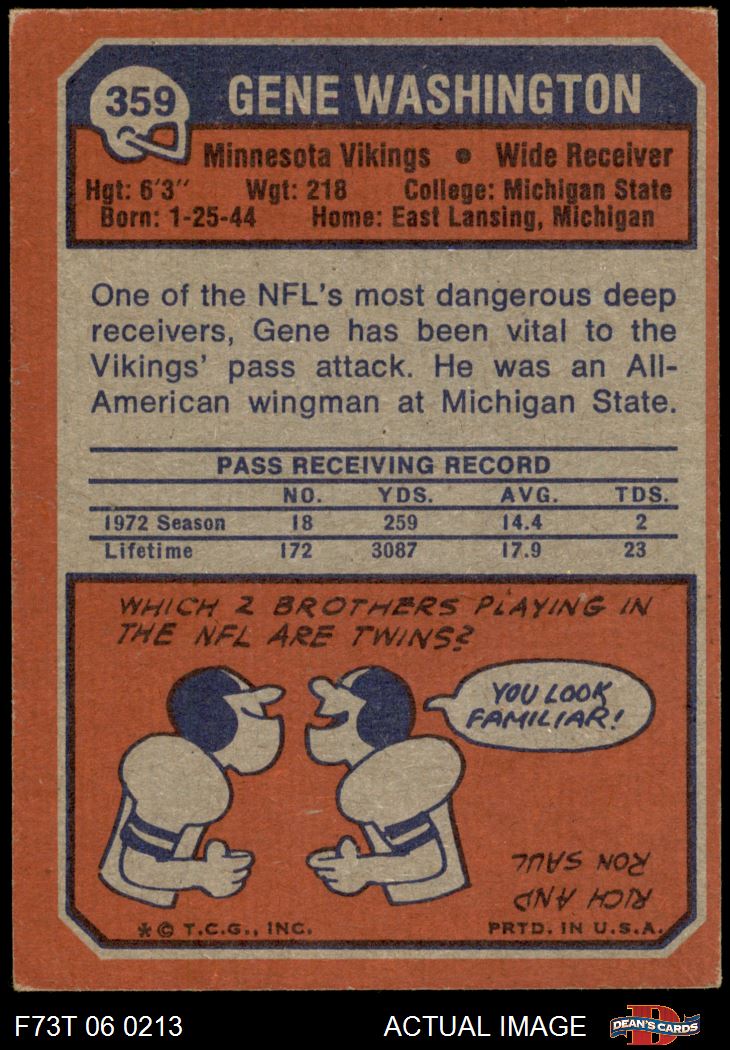 359 GENE WASHINGTON
Minnesota Vikings • Wide Receiver
Hgt: 6'3" Wgt: 218 College: Michigan State
Born: 1-25-44 Home: East Lansing, Michigan
One of the NFL's most dangerous deep
receivers, Gene has been vital to the
Vikings' pass attack. He was an All-
American wingman at Michigan State.
PASS RECEIVING RECORD
NO. YDS. AVG. TDS.
1972 Season 18 259 14.4 2
Lifetime 172 3087 17.9 23
WHICH 2 BROTHERS PLAYING IN
THE NFL ARE TWINS?
YOU LOOK
FAMILIAR!
RICH AND
RON SAUL
*© T.C.G., INC. PRTD. IN U.S.A.
F73T 06 0213 ACTUAL IMAGE DEAN'S CARDS